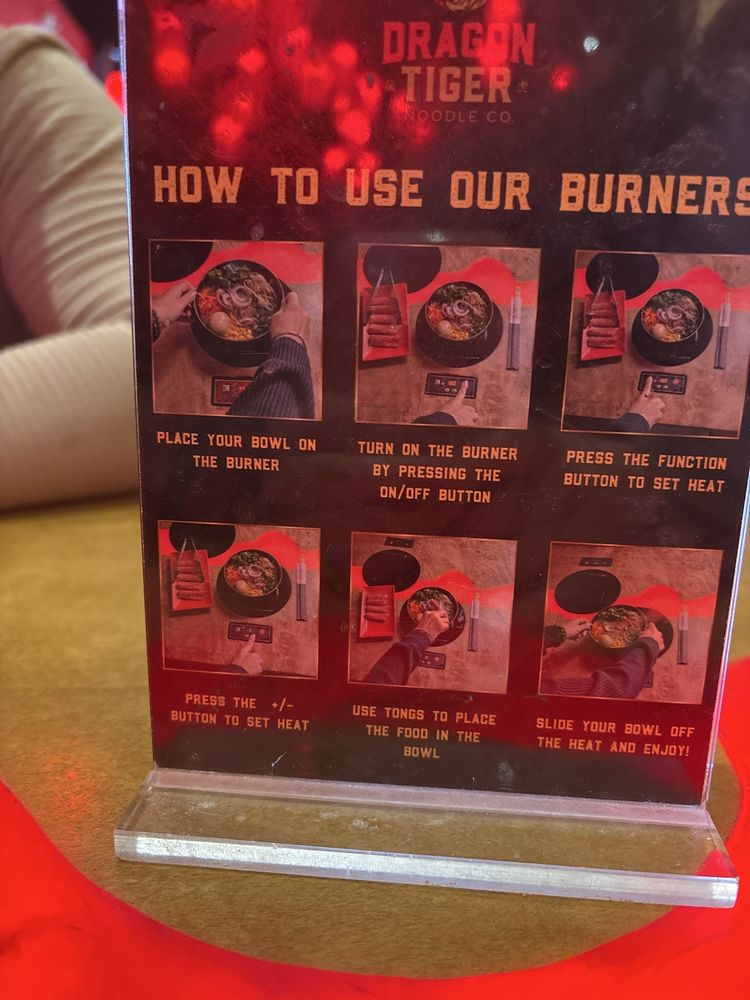 DRAGON
TIGER
NOODLE CO.
HOW TO USE OUR BURNERS
PLACE YOUR BOWL ON
THE BURNER
TURN ON THE BURNER
BY PRESSING THE
ON/OFF BUTTON
PRESS THE FUNCTION
BUTTON TO SET HEAT
PRESS THE +/-
BUTTON TO SET HEAT
USE TONGS TO PLACE
THE FOOD IN THE
BOWL
SLIDE YOUR BOWL OFF
THE HEAT AND ENJOY!